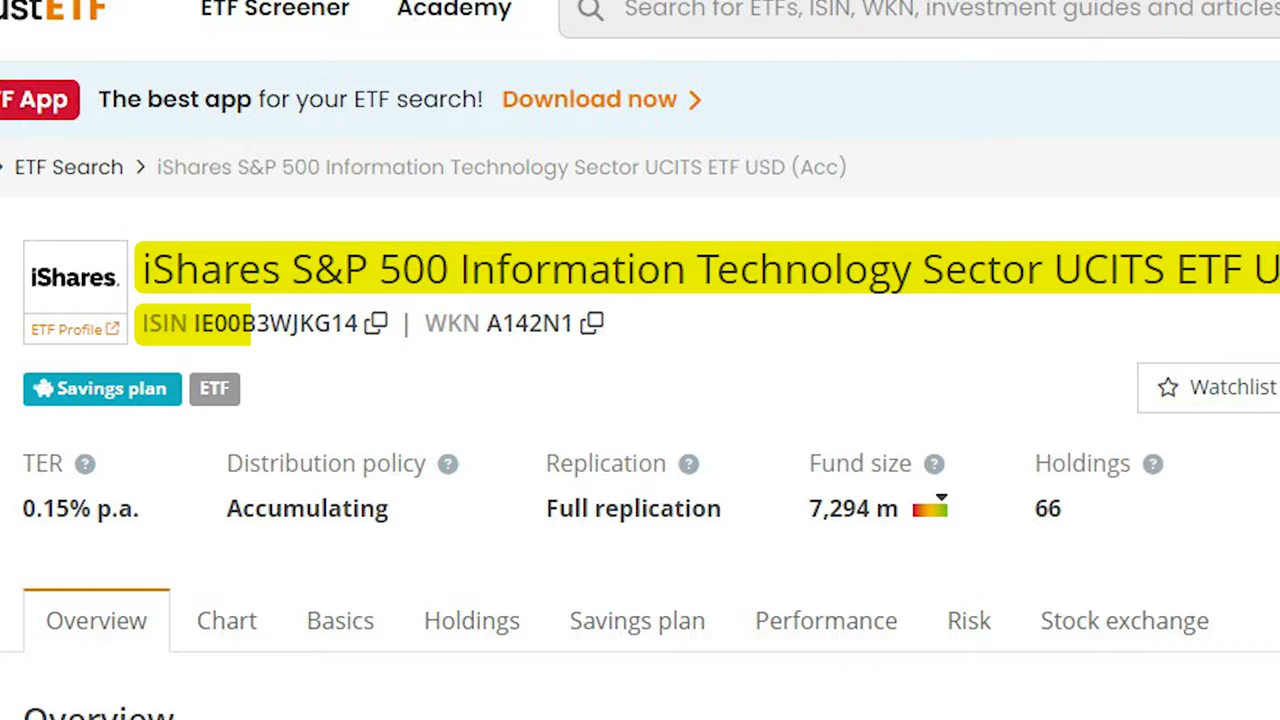 ustETF ETF Screener Academy Search for ETFs, ISIN, WKN, investment guides and articles
F App The best app for your ETF search! Download now
ETF Search > iShares S&P 500 Information Technology Sector UCITS ETF USD (Acc)
iShares.
ETF Profile
iShares S&P 500 Information Technology Sector UCITS ETF U
ISIN IE00B3WJKG14 | WKN A142N1
Savings plan ETF
Watchlist
TER ? Distribution policy ? Replication ? Fund size ? Holdings ?
0.15% p.a. Accumulating Full replication 7,294 m 66
Overview Chart Basics Holdings Savings plan Performance Risk Stock exchange
Overview